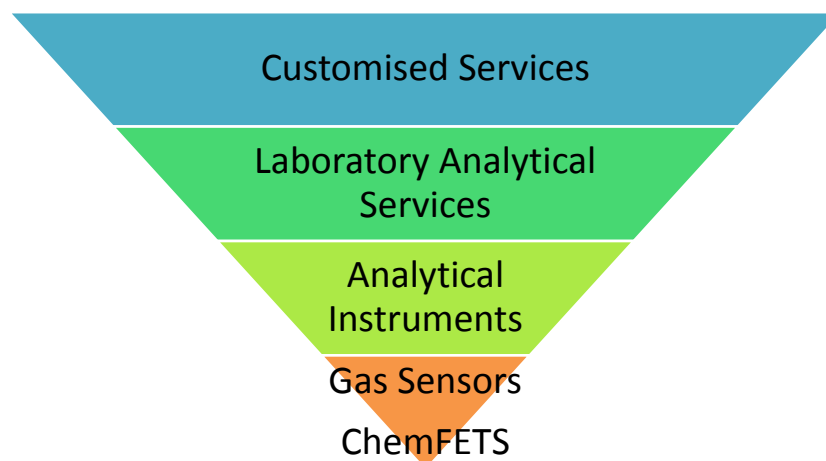 Customised Services
Laboratory Analytical
Services
Analytical
Instruments
Gas Sensors
ChemFETS